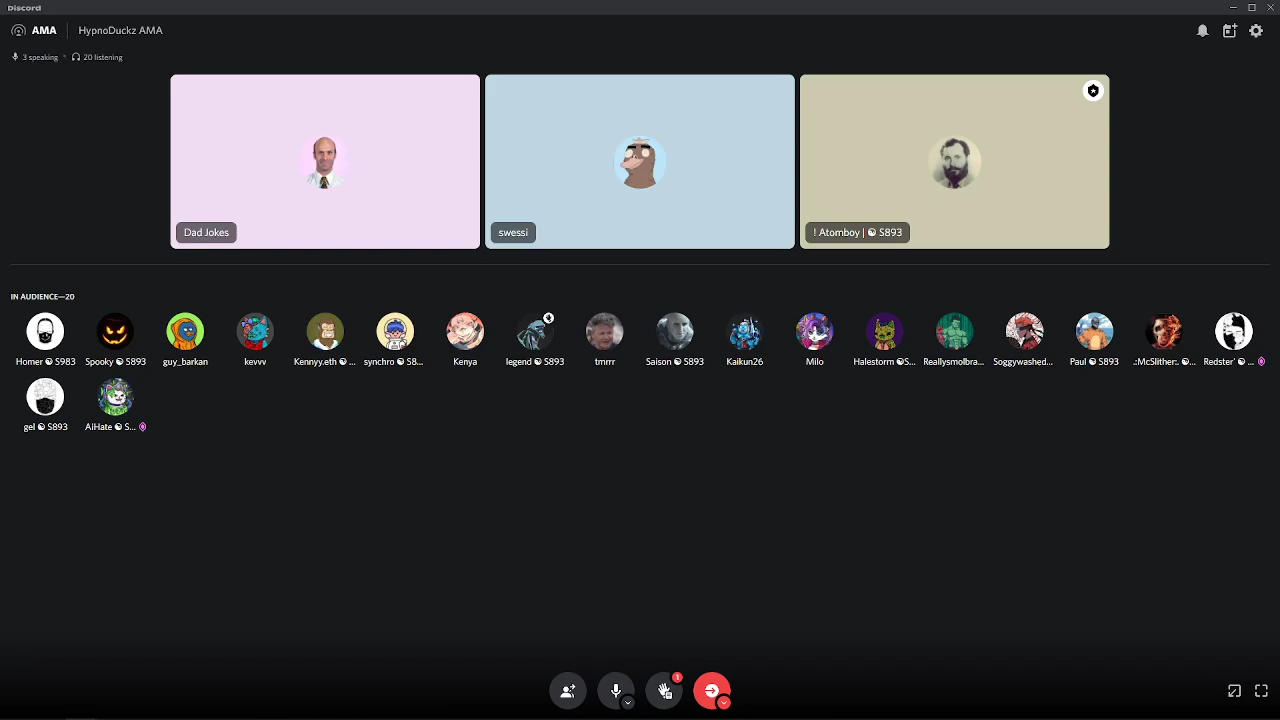 Discord
AMA HypnoDuckz AMA
3 speaking • 20 listening
Dad Jokes
swessi
! Atomboy | S893
IN AUDIENCE—20
Homer S983 Spooky S893 guy_barkan kevvv Kennyy.eth ... synchro S8... Kenya legend S893 tmrrr Saison S893 Kaikun26 Milo Halestorm S... Reallysmolbra... Soggywashed... Paul S893 .:McSlither:. ... Redster' ...
gel S893 AiHate S...
1